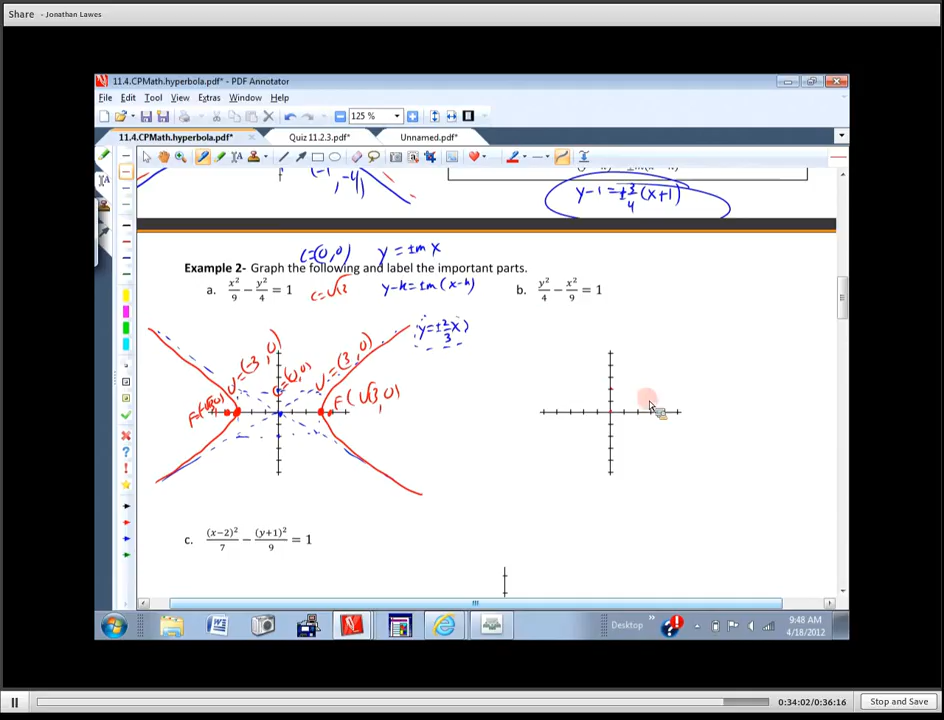 Share - Jonathan Lawes
11.4.CPMath.hyperbola.pdf* - PDF Annotator
File Edit Tool View Extras Window Help
125 %
11.4.CPMath.hyperbola.pdf* Quiz 11.2.3.pdf* Unnamed.pdf*
(-1, -4)
y-1 = ±3/4 (x+1)
C=(0,0) y = ±mx
Example 2- Graph the following and label the important parts.
a. x²/9 − y²/4 = 1 y-k=±m(x-h) b. y²/4 − x²/9 = 1
y=±2/3x
V=(-3,0) C=(0,0) V=(3,0)
F(√13,0)
c. (x−2)²/7 − (y+1)²/9 = 1
Desktop 9:48 AM
4/18/2012
0:34:02/0:36:16 Stop and Save